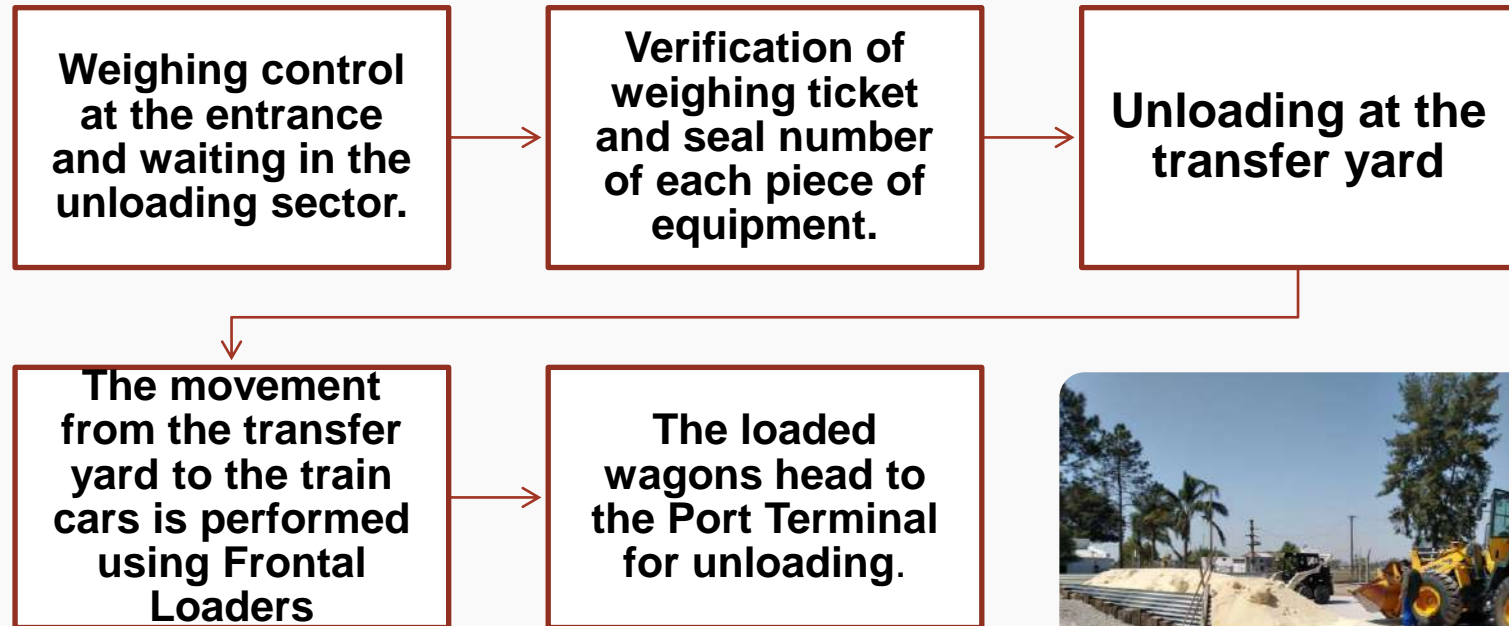 Weighing control
at the entrance
and waiting in the
unloading sector.
Verification of
weighing ticket
and seal number
of each piece of
equipment.
Unloading at the
transfer yard
The movement
from the transfer
yard to the train
cars is performed
using Frontal
Loaders
The loaded
wagons head to
the Port Terminal
for unloading.